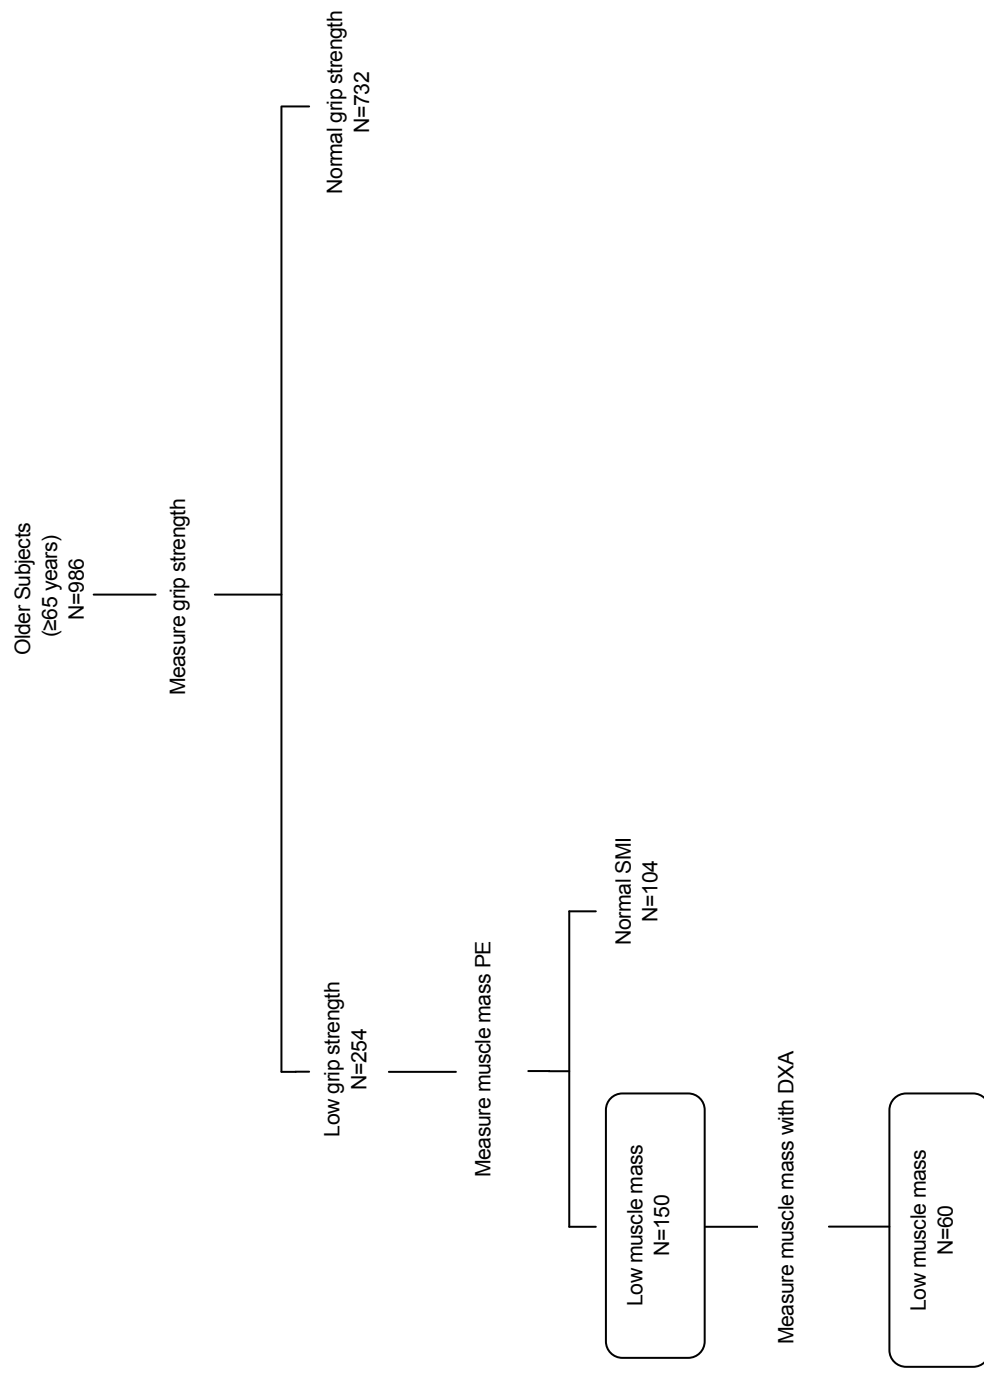 Older Subjects
(≥65 years)
N=986
Measure grip strength
Low grip strength
N=254
Normal grip strength
N=732
Measure muscle mass PE
Low muscle mass
N=150
Normal SMI
N=104
Measure muscle mass with DXA
Low muscle mass
N=60